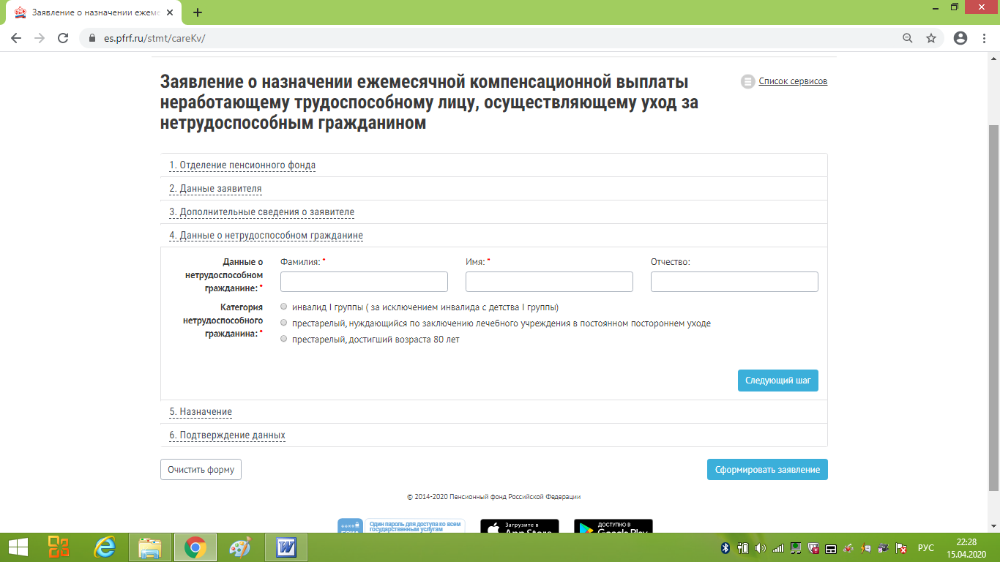 Заявление о назначении ежеме
es.pfrf.ru/stmt/careKv/
Заявление о назначении ежемесячной компенсационной выплаты
неработающему трудоспособному лицу, осуществляющему уход за
нетрудоспособным гражданином
Список сервисов
1. Отделение пенсионного фонда
2. Данные заявителя
3. Дополнительные сведения о заявителе
4. Данные о нетрудоспособном гражданине
Данные о
нетрудоспособном
гражданине: *
Фамилия: *
Имя: *
Отчество:
Категория
нетрудоспособного
гражданина: *
инвалид I группы ( за исключением инвалида с детства I группы)
престарелый, нуждающийся по заключению лечебного учреждения в постоянном постороннем уходе
престарелый, достигший возраста 80 лет
Следующий шаг
5. Назначение
6. Подтверждение данных
Очистить форму
Сформировать заявление
© 2014-2020 Пенсионный фонд Российской Федерации
Один пароль для доступа ко всем
государственным услугам
Загрузите в
App Store
ДОСТУПНО В
Google Play
РУС
22:28
15.04.2020